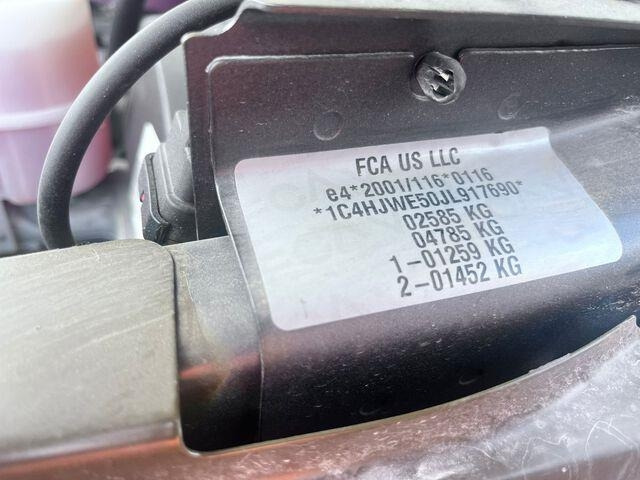 FCA US LLC
e4*2001/116*0116
*1C4HJWE50JL917690*
02585 KG
04785 KG
1-01259 KG
2-01452 KG